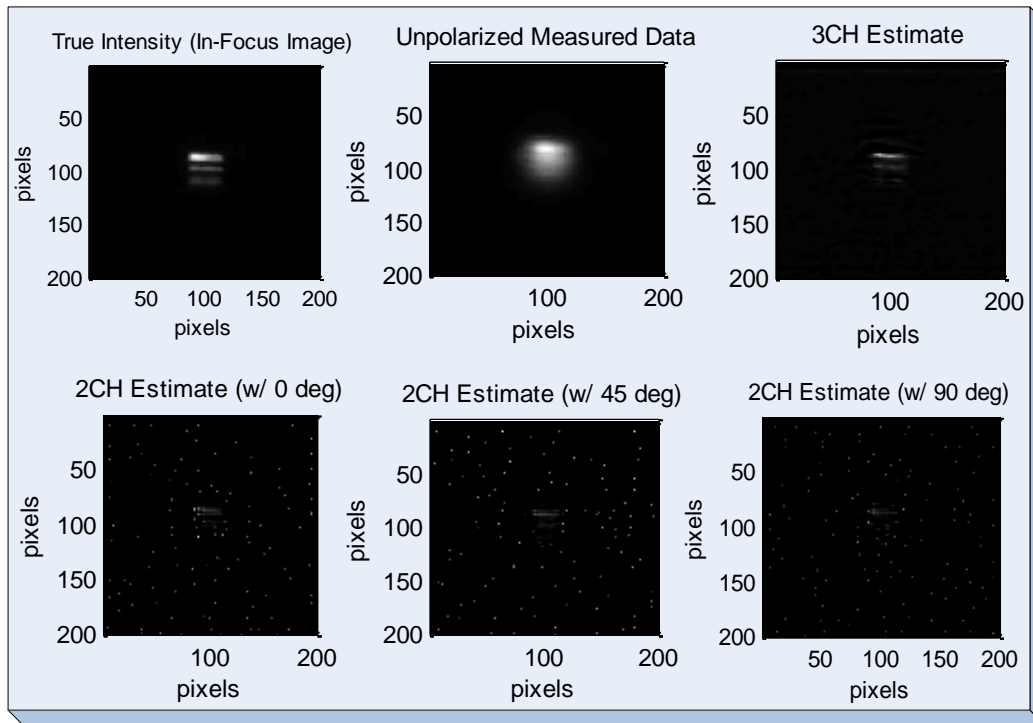 True Intensity (In-Focus Image)
50
100
150
200
pixels
50 100 150 200
pixels
Unpolarized Measured Data
50
100
150
200
pixels
100 200
pixels
3CH Estimate
50
100
150
200
pixels
100 200
pixels
2CH Estimate (w/ 0 deg)
50
100
150
200
pixels
100 200
pixels
2CH Estimate (w/ 45 deg)
50
100
150
200
pixels
100 200
pixels
2CH Estimate (w/ 90 deg)
50
100
150
200
pixels
50 100 150 200
pixels